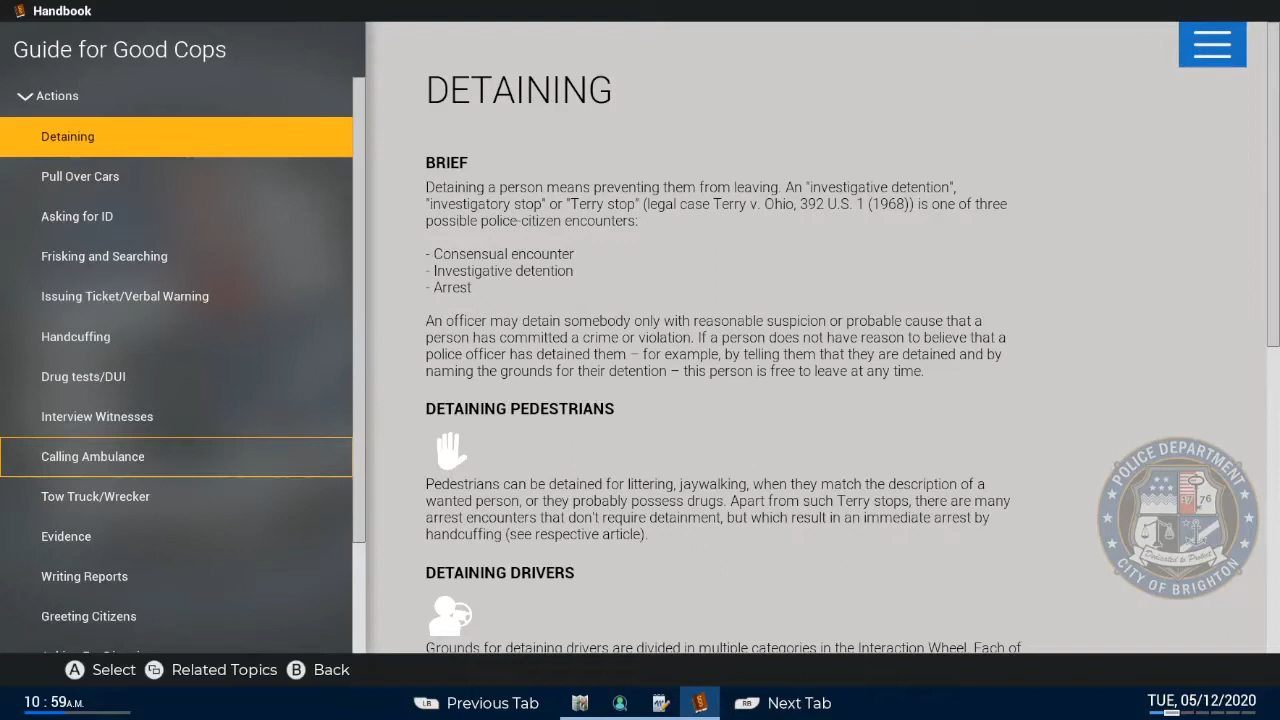 Handbook
Guide for Good Cops
Actions
Detaining
Pull Over Cars
Asking for ID
Frisking and Searching
Issuing Ticket/Verbal Warning
Handcuffing
Drug tests/DUI
Interview Witnesses
Calling Ambulance
Tow Truck/Wrecker
Evidence
Writing Reports
Greeting Citizens
DETAINING
BRIEF
Detaining a person means preventing them from leaving. An "investigative detention",
"investigatory stop" or "Terry stop" (legal case Terry v. Ohio, 392 U.S. 1 (1968)) is one of three
possible police-citizen encounters:
- Consensual encounter
- Investigative detention
- Arrest
An officer may detain somebody only with reasonable suspicion or probable cause that a
person has committed a crime or violation. If a person does not have reason to believe that a
police officer has detained them – for example, by telling them that they are detained and by
naming the grounds for their detention – this person is free to leave at any time.
DETAINING PEDESTRIANS
Pedestrians can be detained for littering, jaywalking, when they match the description of a
wanted person, or they probably possess drugs. Apart from such Terry stops, there are many
arrest encounters that don't require detainment, but which result in an immediate arrest by
handcuffing (see respective article).
DETAINING DRIVERS
Grounds for detaining drivers are divided in multiple categories in the Interaction Wheel. Each of
POLICE DEPARTMENT
1776
Dedicated to Protect
CITY OF BRIGHTON
A Select
Related Topics
B Back
10 : 59A.M.
LB Previous Tab
RB Next Tab
TUE, 05/12/2020